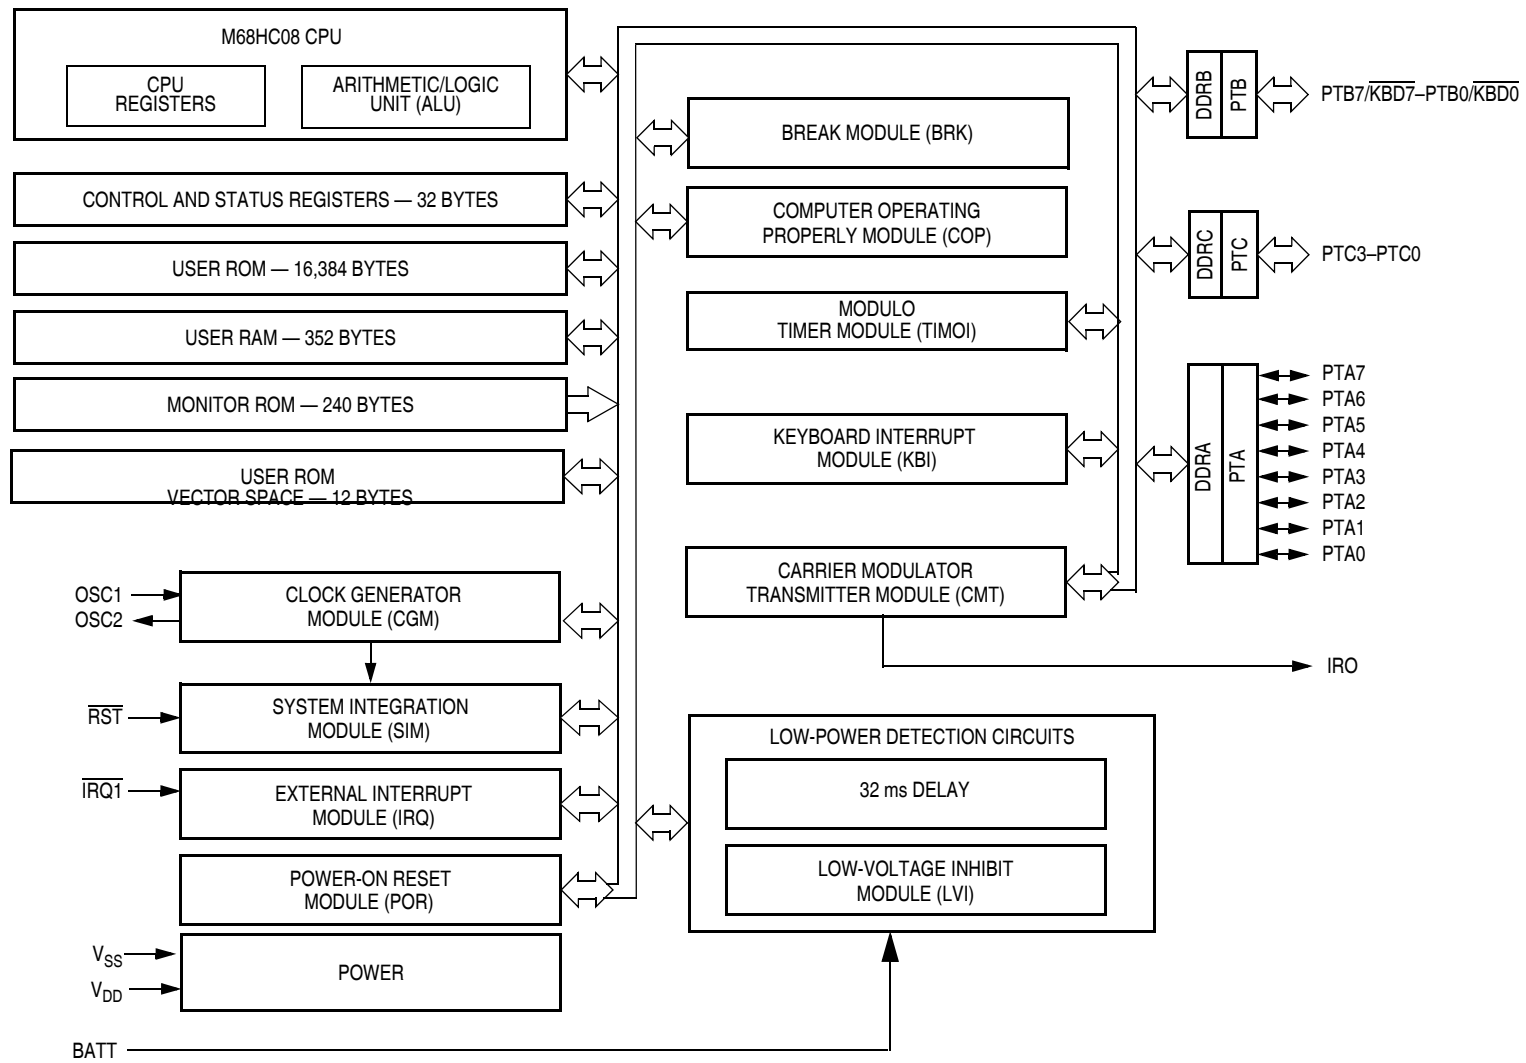 M68HC08 CPU
CPU
REGISTERS
ARITHMETIC/LOGIC
UNIT (ALU)
CONTROL AND STATUS REGISTERS — 32 BYTES
USER ROM — 16,384 BYTES
USER RAM — 352 BYTES
MONITOR ROM — 240 BYTES
USER ROM
VECTOR SPACE — 12 BYTES
OSC1
OSC2
CLOCK GENERATOR
MODULE (CGM)
R̅S̅T̅
SYSTEM INTEGRATION
MODULE (SIM)
I̅R̅Q̅1̅
EXTERNAL INTERRUPT
MODULE (IRQ)
POWER-ON RESET
MODULE (POR)
VSS
VDD
POWER
BATT
BREAK MODULE (BRK)
COMPUTER OPERATING
PROPERLY MODULE (COP)
MODULO
TIMER MODULE (TIMOI)
KEYBOARD INTERRUPT
MODULE (KBI)
CARRIER MODULATOR
TRANSMITTER MODULE (CMT)
IRO
LOW-POWER DETECTION CIRCUITS
32 ms DELAY
LOW-VOLTAGE INHIBIT
MODULE (LVI)
DDRB
PTB
PTB7/K̅B̅D̅7̅–PTB0/K̅B̅D̅0̅
DDRC
PTC
PTC3–PTC0
DDRA
PTA
PTA7
PTA6
PTA5
PTA4
PTA3
PTA2
PTA1
PTA0